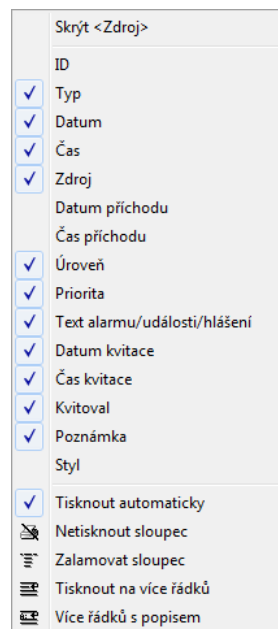 Skrýt <Zdroj>
ID
Typ
Datum
Čas
Zdroj
Datum příchodu
Čas příchodu
Úroveň
Priorita
Text alarmu/události/hlášení
Datum kvitace
Čas kvitace
Kvitoval
Poznámka
Styl
Tisknout automaticky
Netisknout sloupec
Zalamovat sloupec
Tisknout na více řádků
Více řádků s popisem